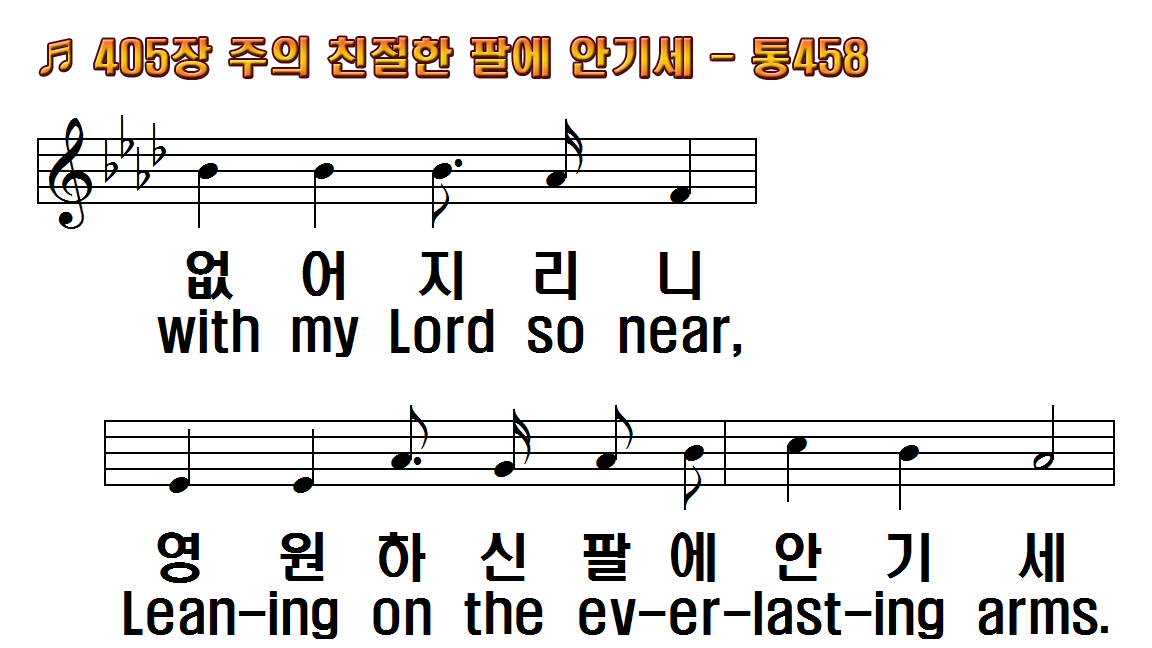 ♬ 405장 주의 친절한 팔에 안기세 - 통458
없 어 지 리 니
with my Lord so near,
영 원 하 신 팔 에 안 기 세
Lean-ing on the ev-er-last-ing arms.